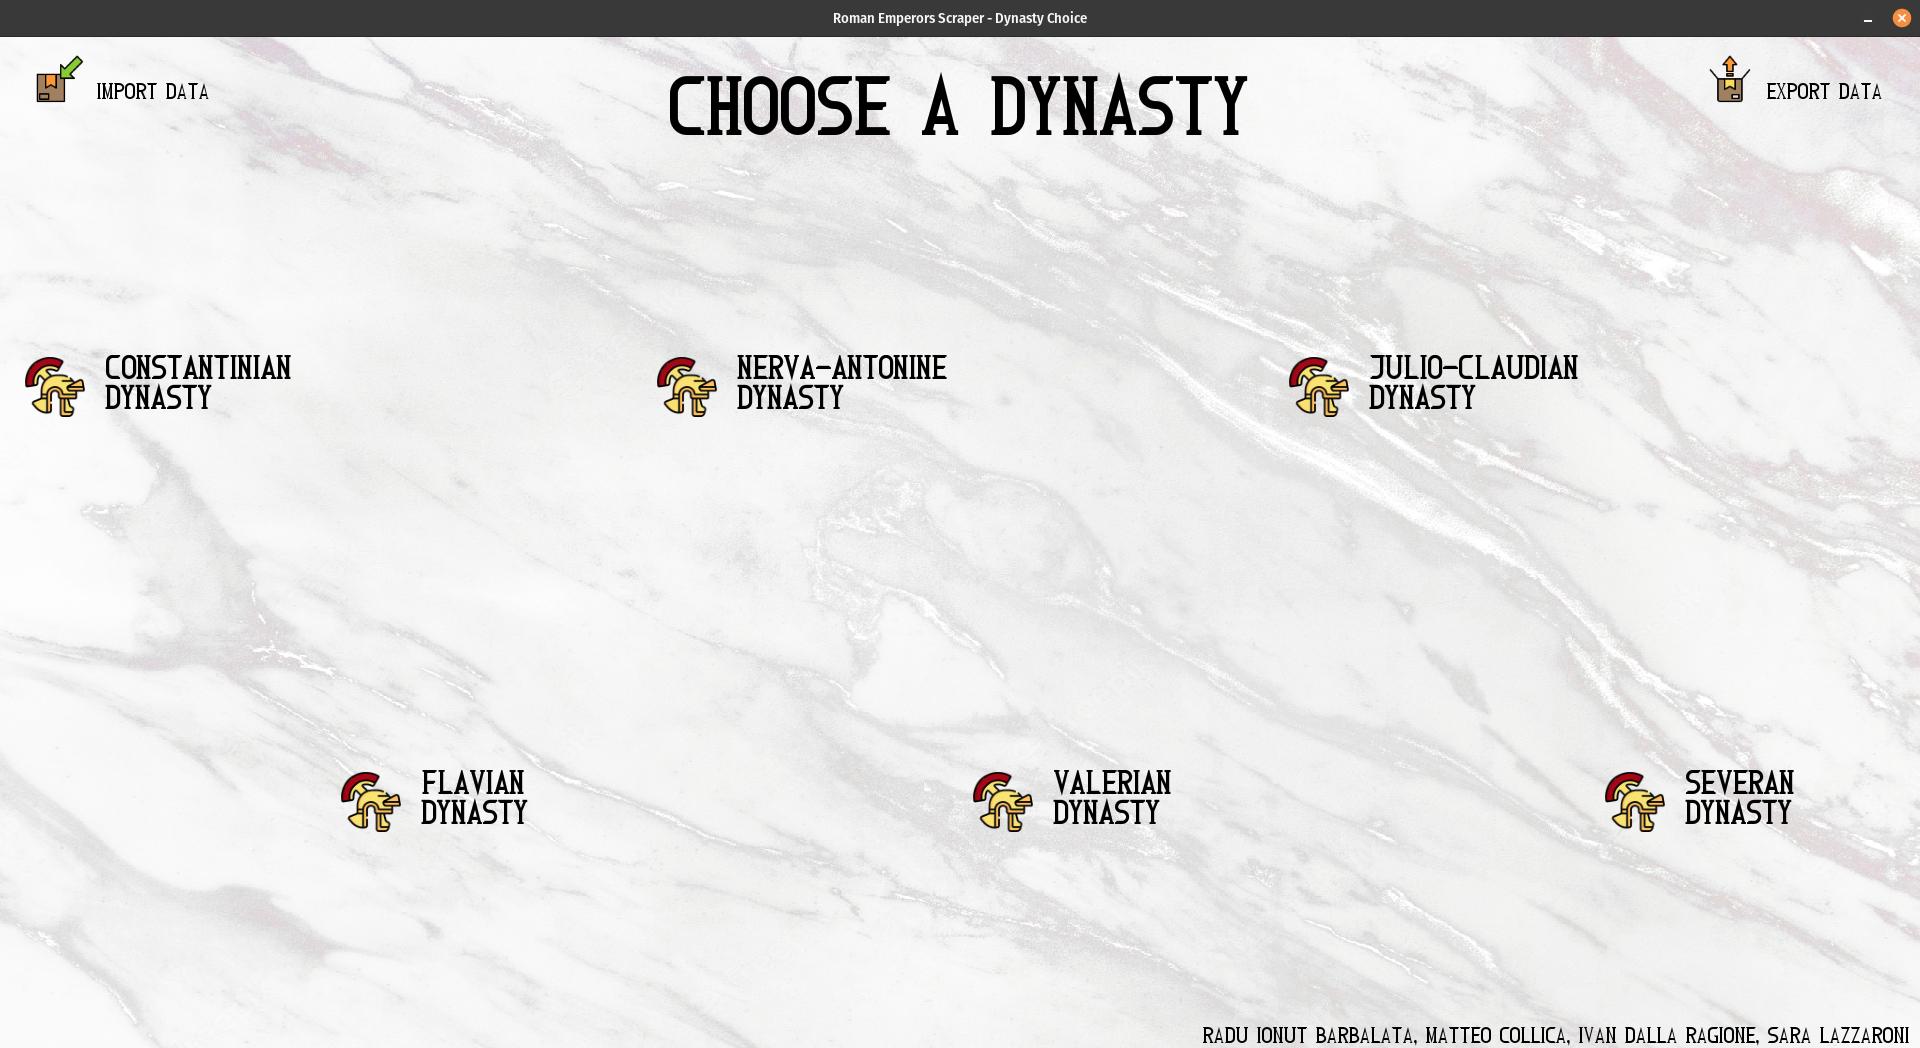 Roman Emperors Scraper - Dynasty Choice
IMPORT DATA
CHOOSE A DYNASTY
EXPORT DATA
CONSTANTINIAN
DYNASTY
NERVA-ANTONINE
DYNASTY
JULIO-CLAUDIAN
DYNASTY
FLAVIAN
DYNASTY
VALERIAN
DYNASTY
SEVERAN
DYNASTY
RADU IONUT BARBALATA, MATTEO COLLICA, IVAN DALLA RAGIONE, SARA LAZZARONI